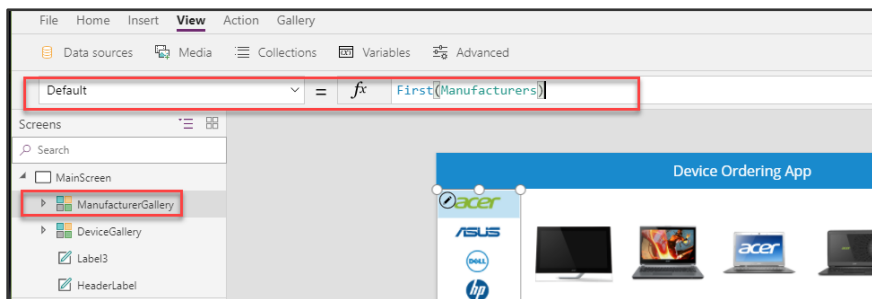 File Home Insert View Action Gallery
Data sources Media Collections Variables Advanced
Default = fx First(Manufacturers)
Screens
Search
MainScreen
ManufacturerGallery
DeviceGallery
Label3
HeaderLabel
Device Ordering App
acer
ASUS
DELL
hp
acer